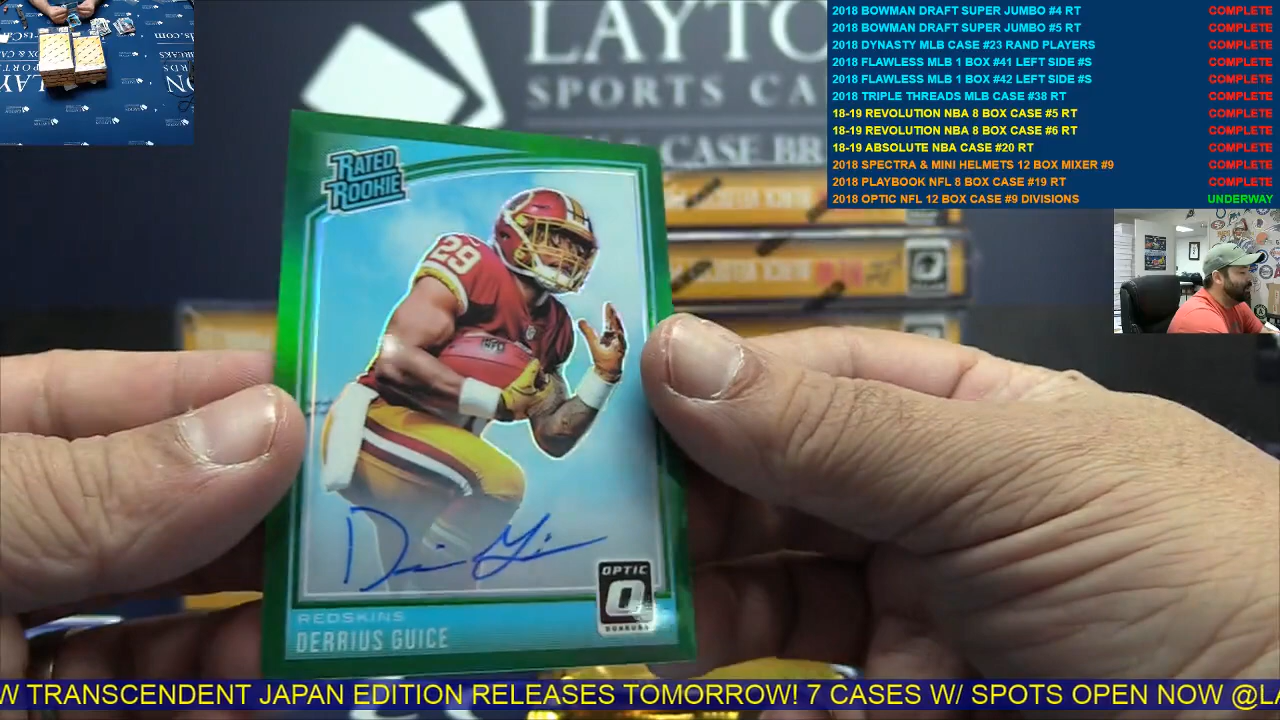 LAYTO
SPORTS CA
CASE BR
2018 BOWMAN DRAFT SUPER JUMBO #4 RT COMPLETE
2018 BOWMAN DRAFT SUPER JUMBO #5 RT COMPLETE
2018 DYNASTY MLB CASE #23 RAND PLAYERS COMPLETE
2018 FLAWLESS MLB 1 BOX #41 LEFT SIDE #S COMPLETE
2018 FLAWLESS MLB 1 BOX #42 LEFT SIDE #S COMPLETE
2018 TRIPLE THREADS MLB CASE #38 RT COMPLETE
18-19 REVOLUTION NBA 8 BOX CASE #5 RT COMPLETE
18-19 REVOLUTION NBA 8 BOX CASE #6 RT COMPLETE
18-19 ABSOLUTE NBA CASE #20 RT COMPLETE
2018 SPECTRA & MINI HELMETS 12 BOX MIXER #9 COMPLETE
2018 PLAYBOOK NFL 8 BOX CASE #19 RT COMPLETE
2018 OPTIC NFL 12 BOX CASE #9 DIVISIONS UNDERWAY
RATED
ROOKIE
29
OPTIC
O
DONRUSS
REDSKINS
DERRIUS GUICE
W TRANSCENDENT JAPAN EDITION RELEASES TOMORROW! 7 CASES W/ SPOTS OPEN NOW @LA